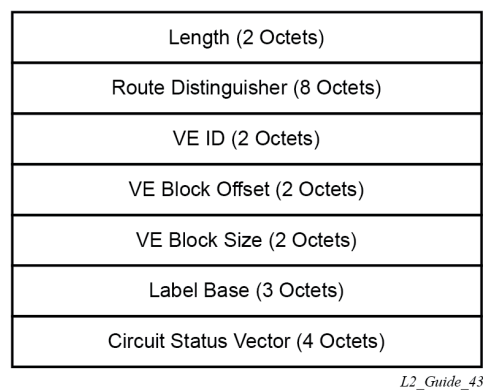 Length (2 Octets)
Route Distinguisher (8 Octets)
VE ID (2 Octets)
VE Block Offset (2 Octets)
VE Block Size (2 Octets)
Label Base (3 Octets)
Circuit Status Vector (4 Octets)
L2_Guide_43